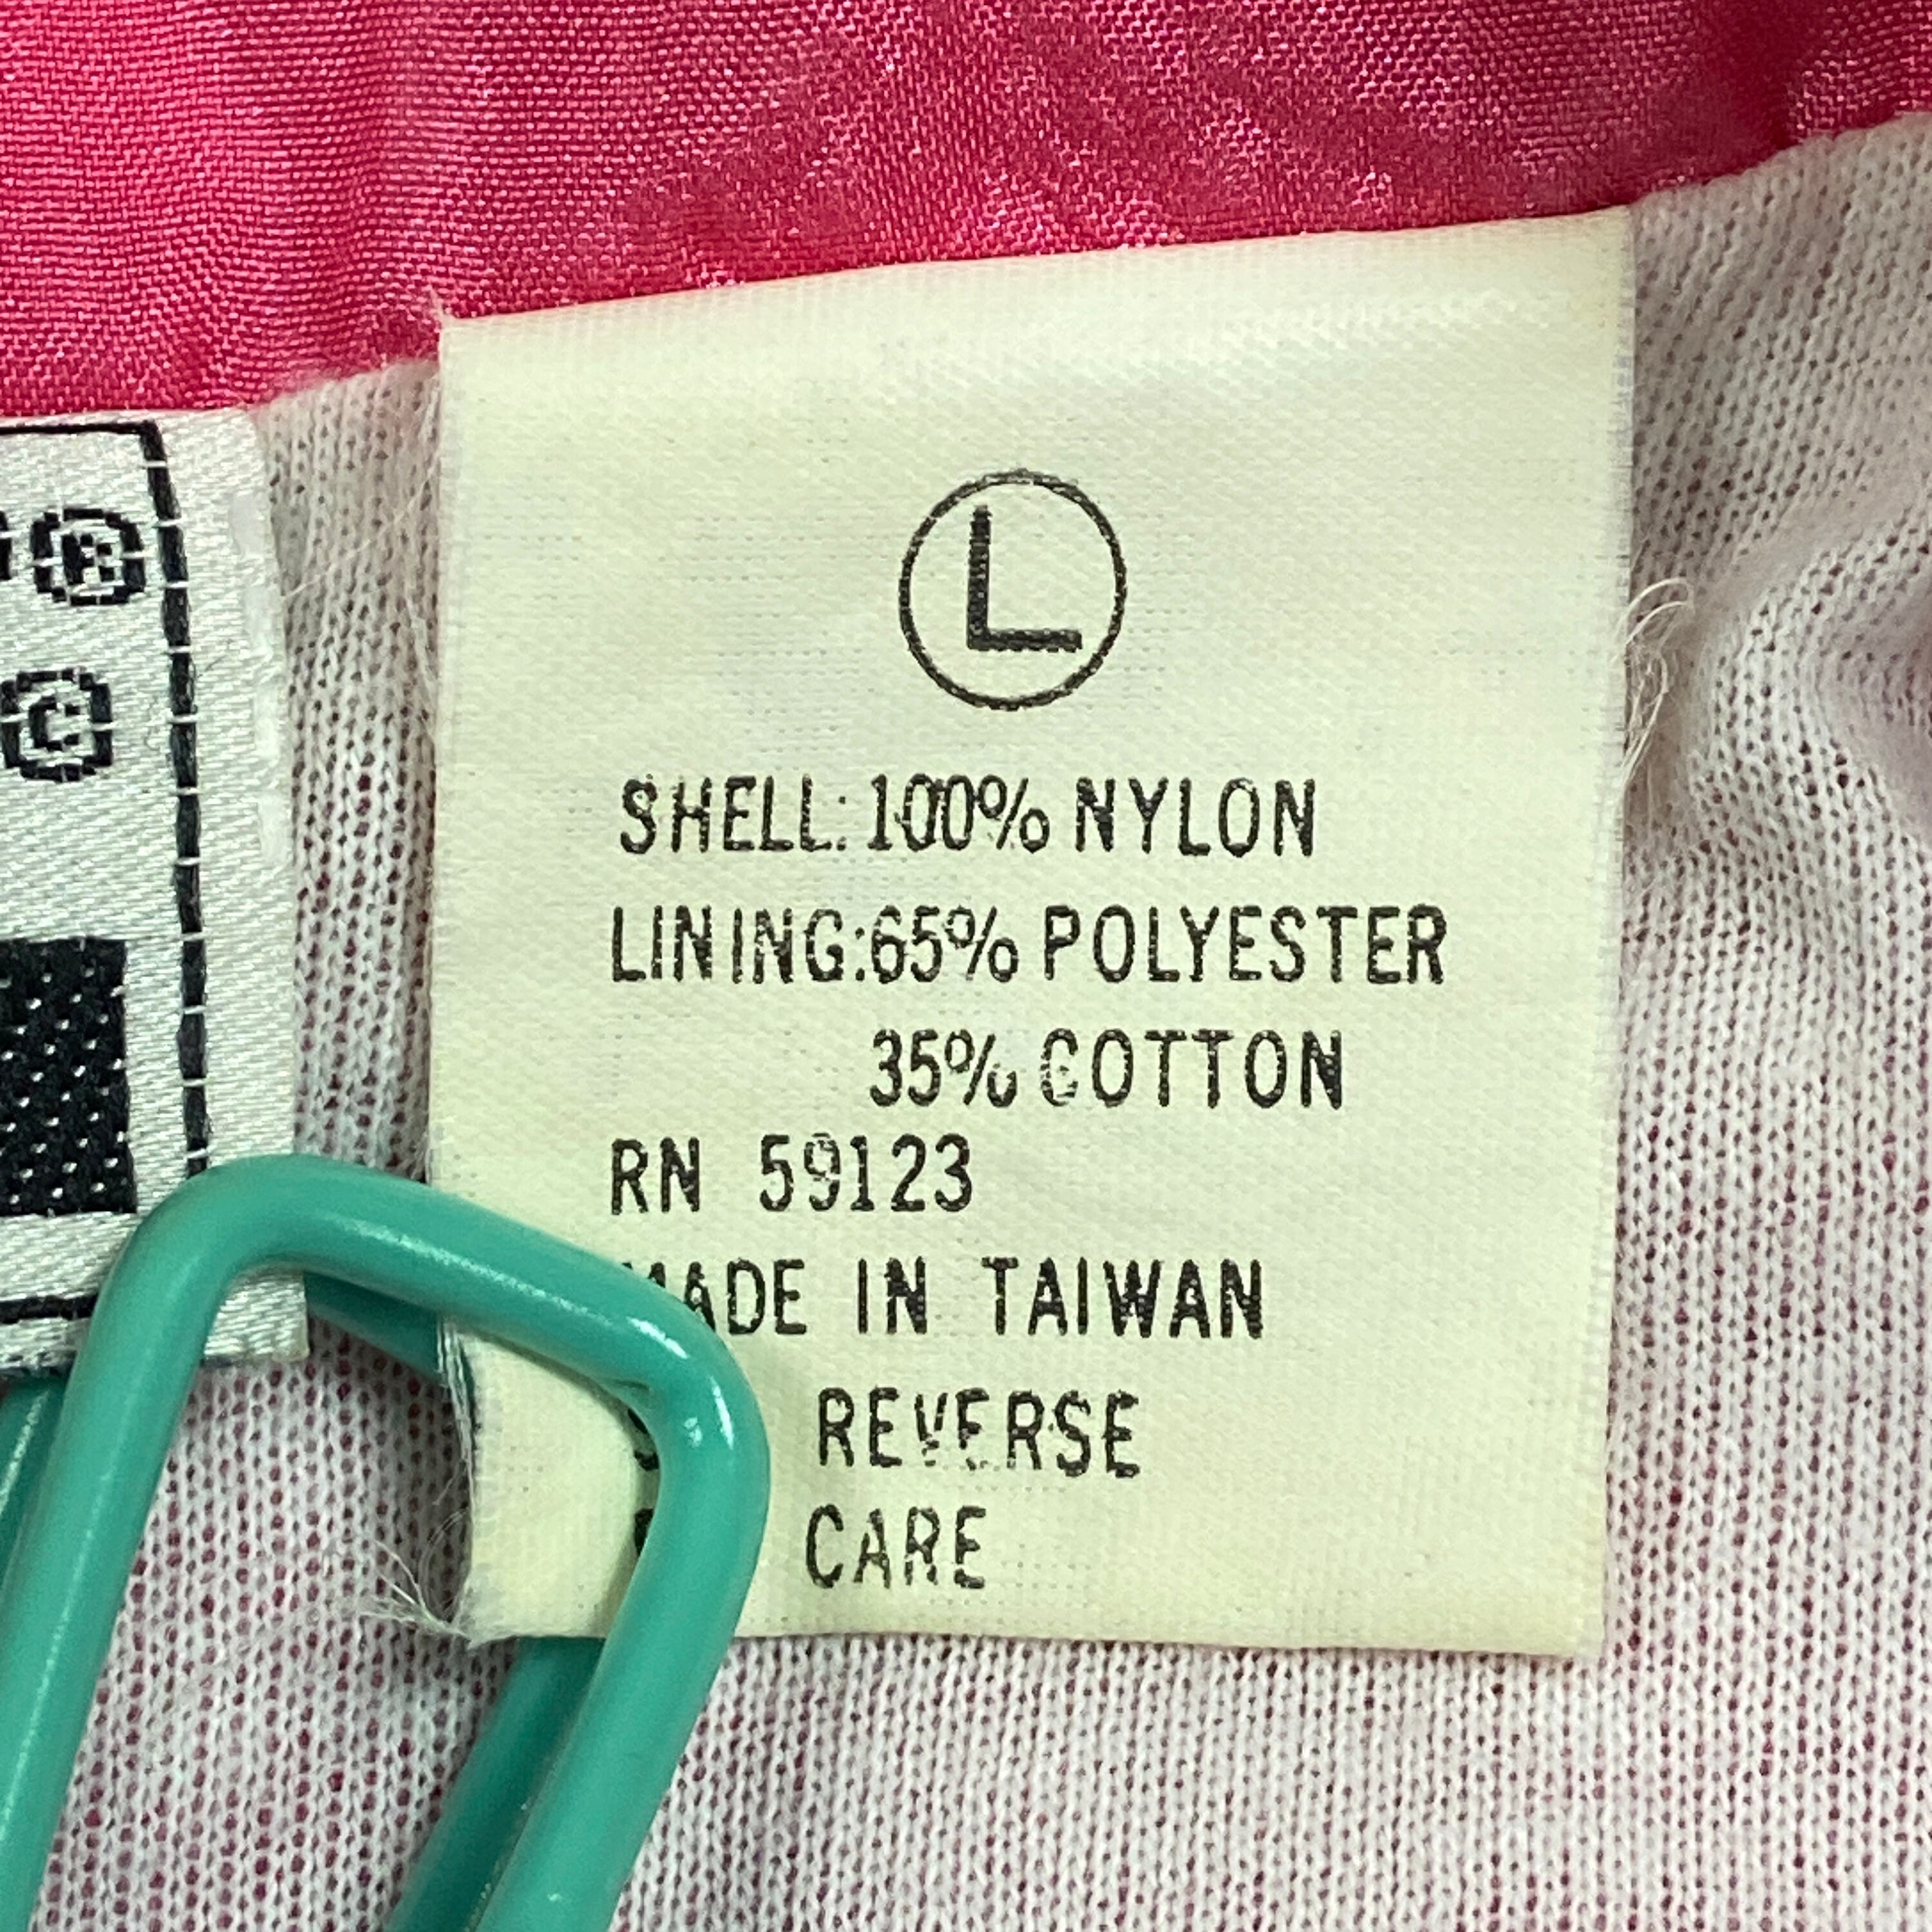 ®
©
L
SHELL: 100% NYLON
LINING: 65% POLYESTER
35% COTTON
RN 59123
MADE IN TAIWAN
REVERSE
CARE